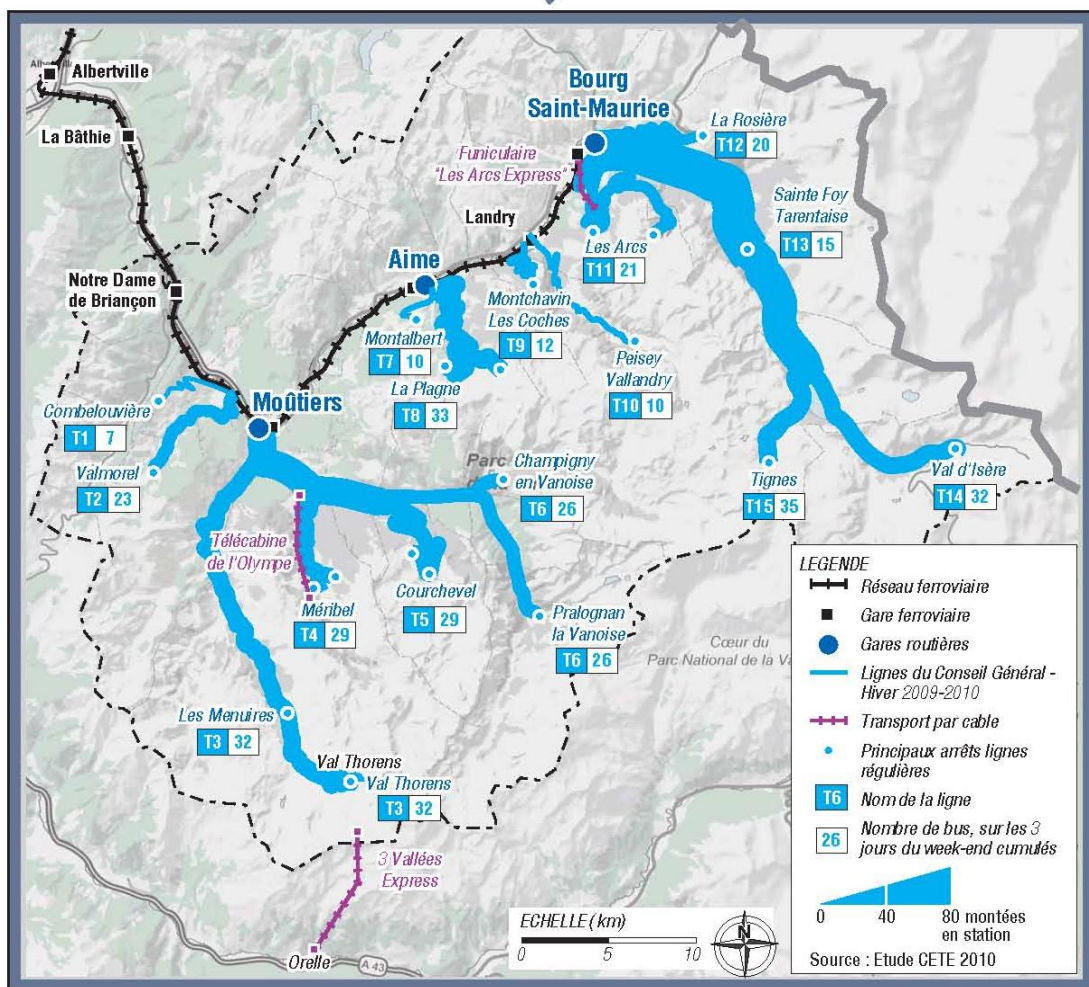 Albertville
Albertville
La Bâthie
Notre Dame
de Briançon
Bourg
Saint-Maurice
La Rosière
T12 20
Funiculaire
"Les Arcs Express"
Sainte Foy
Tarentaise
T13 15
Landry
Les Arcs
T11 21
Aime
Montchavin
Les Coches
T9 12
Montalbert
T7 10
La Plagne
T8 33
Peisey
Vallandry
T10 10
Combelouvière
T1 7
Moûtiers
Valmorel
T2 23
Parc
Champigny
en Vanoise
T6 26
Tignes
T15 35
Val d'Isère
T14 32
Télécabine
de l'Olympe
Méribel
T4 29
Courchevel
T5 29
Pralognan
la Vanoise
T6 26
Cœur du
Parc National de la Va
Les Menuires
T3 32
Val Thorens
Val Thorens
T3 32
3 Vallées
Express
Orelle
A 43
LEGENDE
Réseau ferroviaire
Gare ferroviaire
Gares routières
Lignes du Conseil Général -
Hiver 2009-2010
Transport par cable
Principaux arrêts lignes
régulières
T6 Nom de la ligne
26 Nombre de bus, sur les 3
jours du week-end cumulés
0 40 80 montées
en station
Source : Etude CETE 2010
ECHELLE ( km)
0 5 10
N